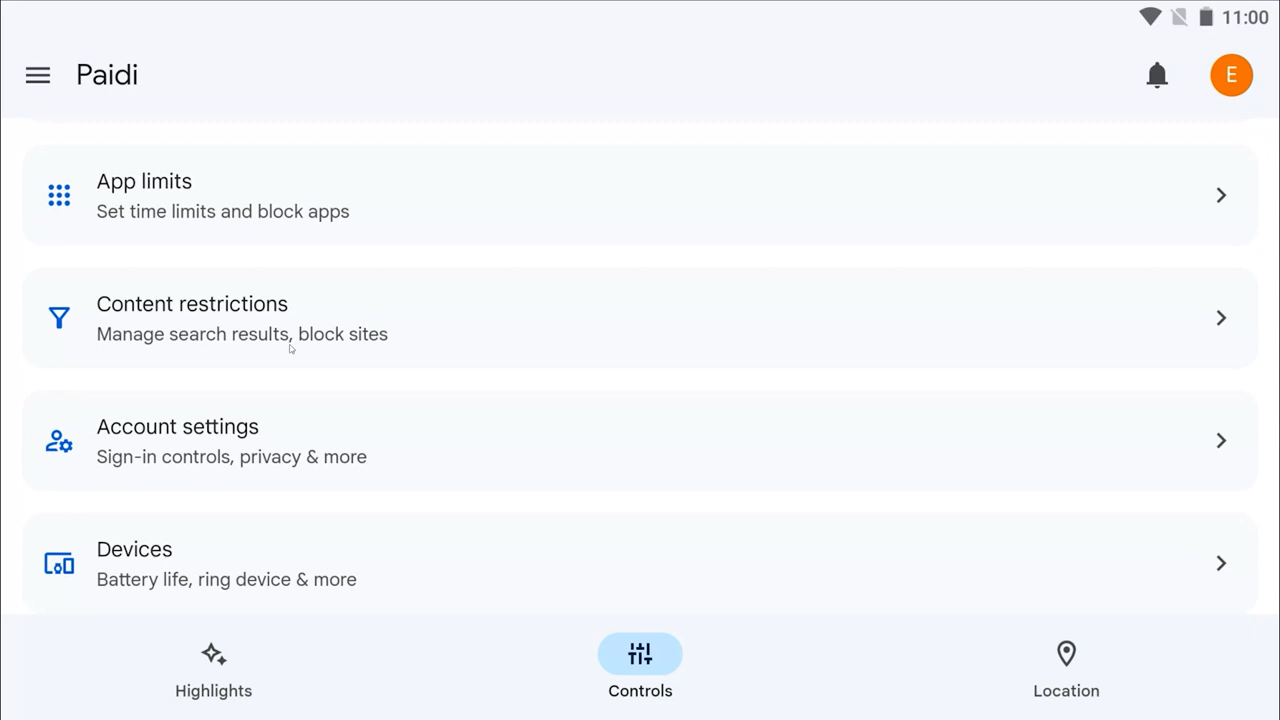 11:00
Paidi
E
App limits
Set time limits and block apps
Content restrictions
Manage search results, block sites
Account settings
Sign-in controls, privacy & more
Devices
Battery life, ring device & more
Highlights
Controls
Location